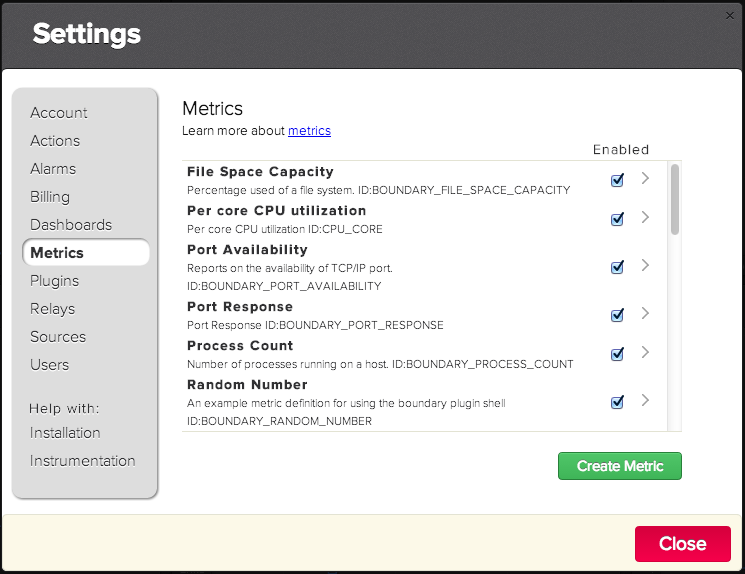 Settings
Account
Actions
Alarms
Billing
Dashboards
Metrics
Plugins
Relays
Sources
Users
Help with:
Installation
Instrumentation
Metrics
Learn more about metrics
Enabled
File Space Capacity
Percentage used of a file system. ID:BOUNDARY_FILE_SPACE_CAPACITY
Per core CPU utilization
Per core CPU utilization ID:CPU_CORE
Port Availability
Reports on the availability of TCP/IP port.
ID:BOUNDARY_PORT_AVAILABILITY
Port Response
Port Response ID:BOUNDARY_PORT_RESPONSE
Process Count
Number of processes running on a host. ID:BOUNDARY_PROCESS_COUNT
Random Number
An example metric definition for using the boundary plugin shell
ID:BOUNDARY_RANDOM_NUMBER
Create Metric
Close